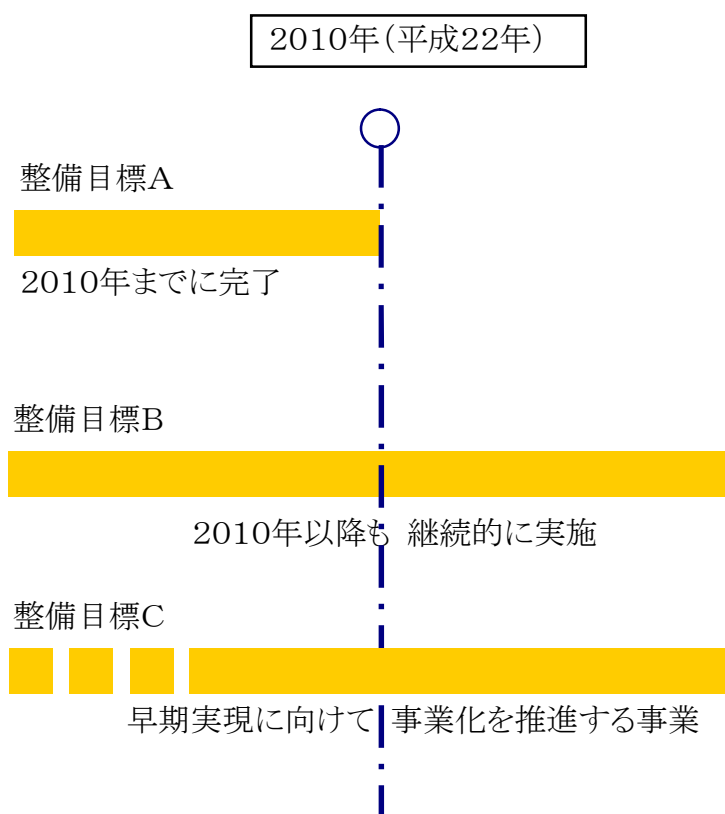 2010年(平成22年)
整備目標A
2010年までに完了
整備目標B
2010年以降も 継続的に実施
整備目標C
早期実現に向けて 事業化を推進する事業